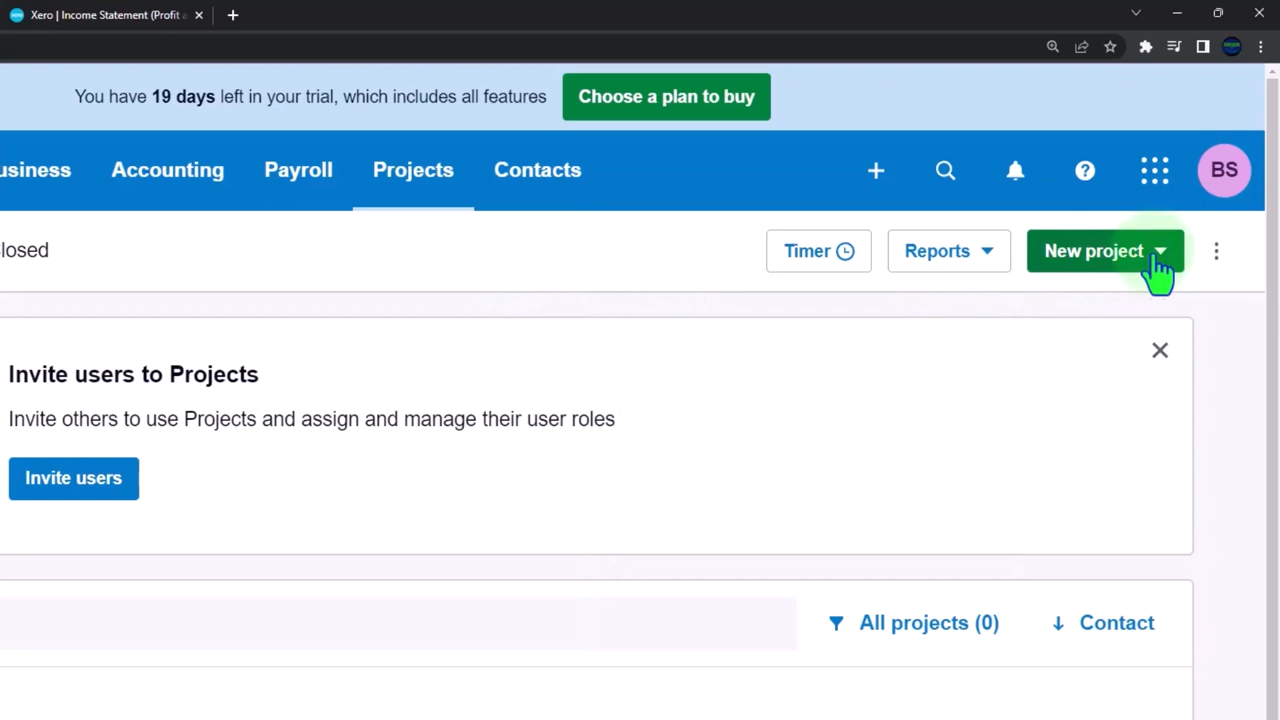 Xero | Income Statement (Profit a
You have 19 days left in your trial, which includes all features
Choose a plan to buy
usiness
Accounting
Payroll
Projects
Contacts
BS
losed
Timer
Reports
New project
Invite users to Projects
Invite others to use Projects and assign and manage their user roles
Invite users
All projects (0)
Contact